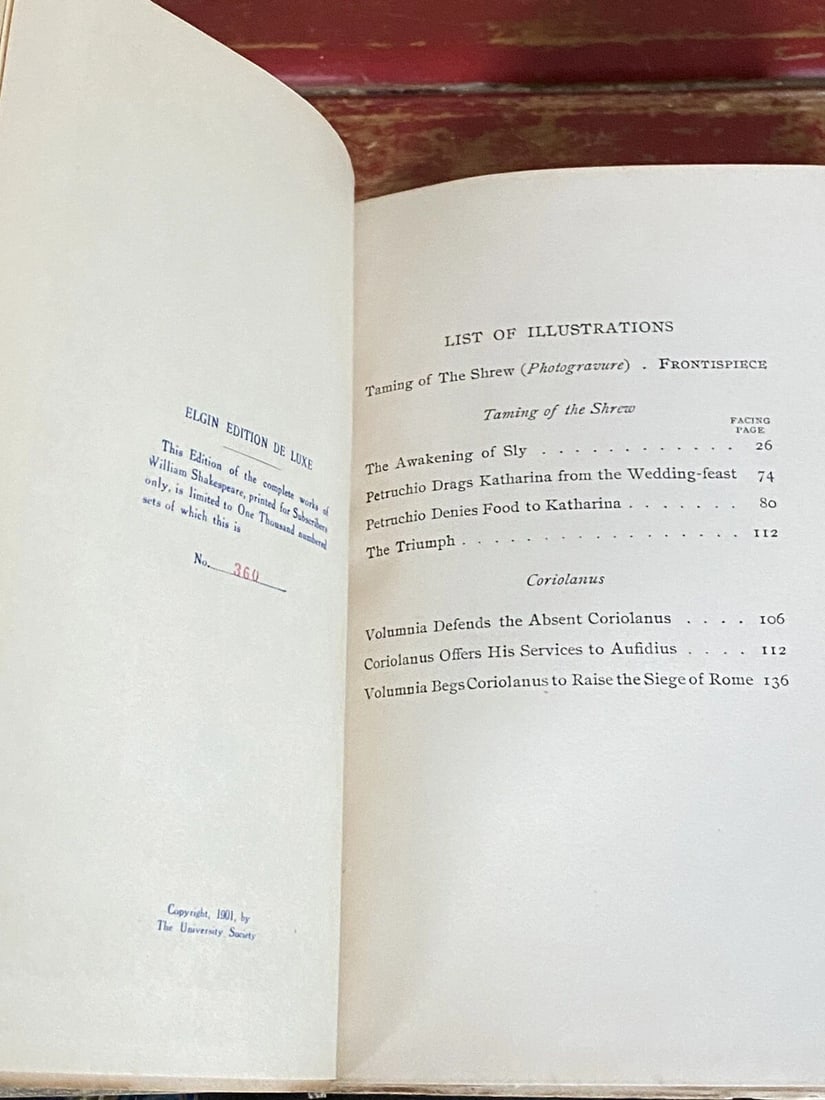 ELGIN EDITION DE LUXE
This Edition of the complete works of
William Shakespeare, printed for Subscribers
only, is limited to One Thousand numbered
sets of which this is
No. 360
Copyright, 1901, by
The University Society
LIST OF ILLUSTRATIONS
Taming of The Shrew (Photogravure) . FRONTISPIECE
Taming of the Shrew
FACING
PAGE
The Awakening of Sly . . . . . . . . . . . . 26
Petruchio Drags Katharina from the Wedding-feast 74
Petruchio Denies Food to Katharina . . . . . . . 80
The Triumph . . . . . . . . . . . . . . . . . 112
Coriolanus
Volumnia Defends the Absent Coriolanus . . . . 106
Coriolanus Offers His Services to Aufidius . . . . 112
Volumnia Begs Coriolanus to Raise the Siege of Rome 136